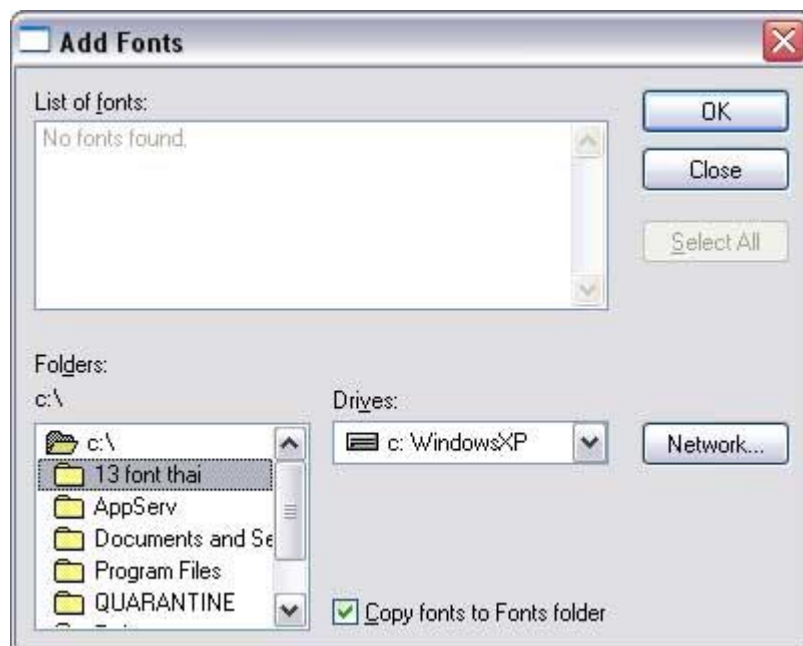 Add Fonts
List of fonts:
No fonts found.
OK
Close
Select All
Folders:
c:\
Drives:
c:\
13 font thai
AppServ
Documents and Se
Program Files
QUARANTINE
c: WindowsXP
Network...
Copy fonts to Fonts folder